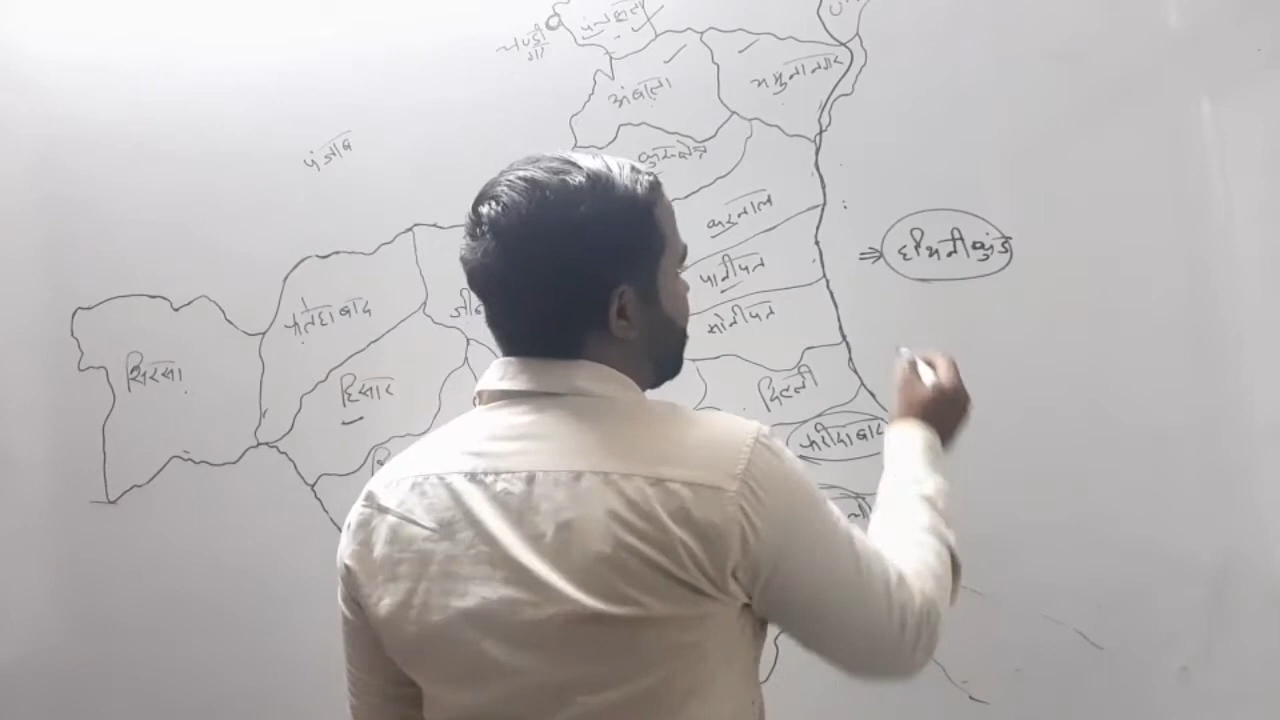 पंचकुला
चण्डी
गढ़
यमुनानगर
अंबाला
पंजाब
कुरुक्षेत्र
करनाल
हथिनीकुंड
पानीपत
सोनीपत
फतेहाबाद
सिरसा
हिसार
दिल्ली
फरीदाबाद